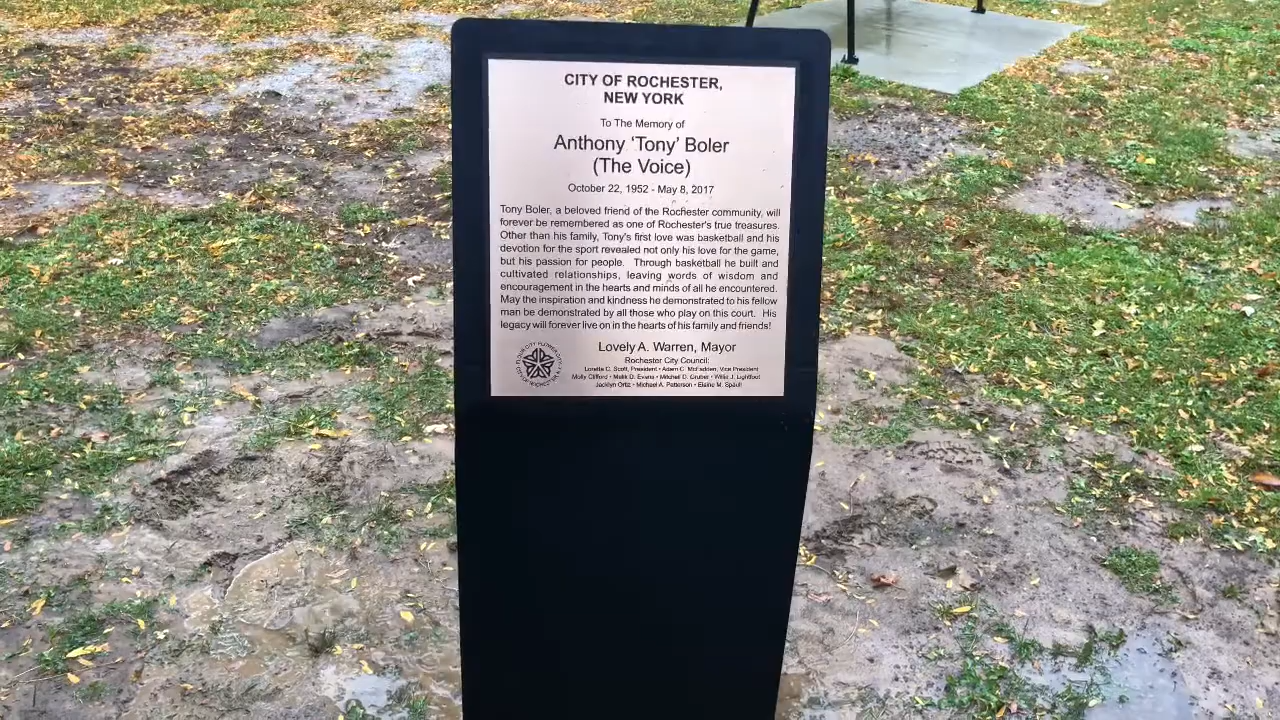 CITY OF ROCHESTER,
NEW YORK
To The Memory of
Anthony ‘Tony’ Boler
(The Voice)
October 22, 1952 - May 8, 2017
Tony Boler, a beloved friend of the Rochester community, will
forever be remembered as one of Rochester's true treasures.
Other than his family, Tony's first love was basketball and his
devotion for the sport revealed not only his love for the game,
but his passion for people. Through basketball he built and
cultivated relationships, leaving words of wisdom and
encouragement in the hearts and minds of all he encountered.
May the inspiration and kindness he demonstrated to his fellow
man be demonstrated by all those who play on this court. His
legacy will forever live on in the hearts of his family and friends!
Lovely A. Warren, Mayor
Rochester City Council:
Loretta C. Scott, President • Adam C. McFadden, Vice President
Molly Clifford • Malik D. Evans • Mitchell D. Gruber • Willie J. Lightfoot
Jacklyn Ortiz • Michael A. Patterson • Elaine M. Spaull